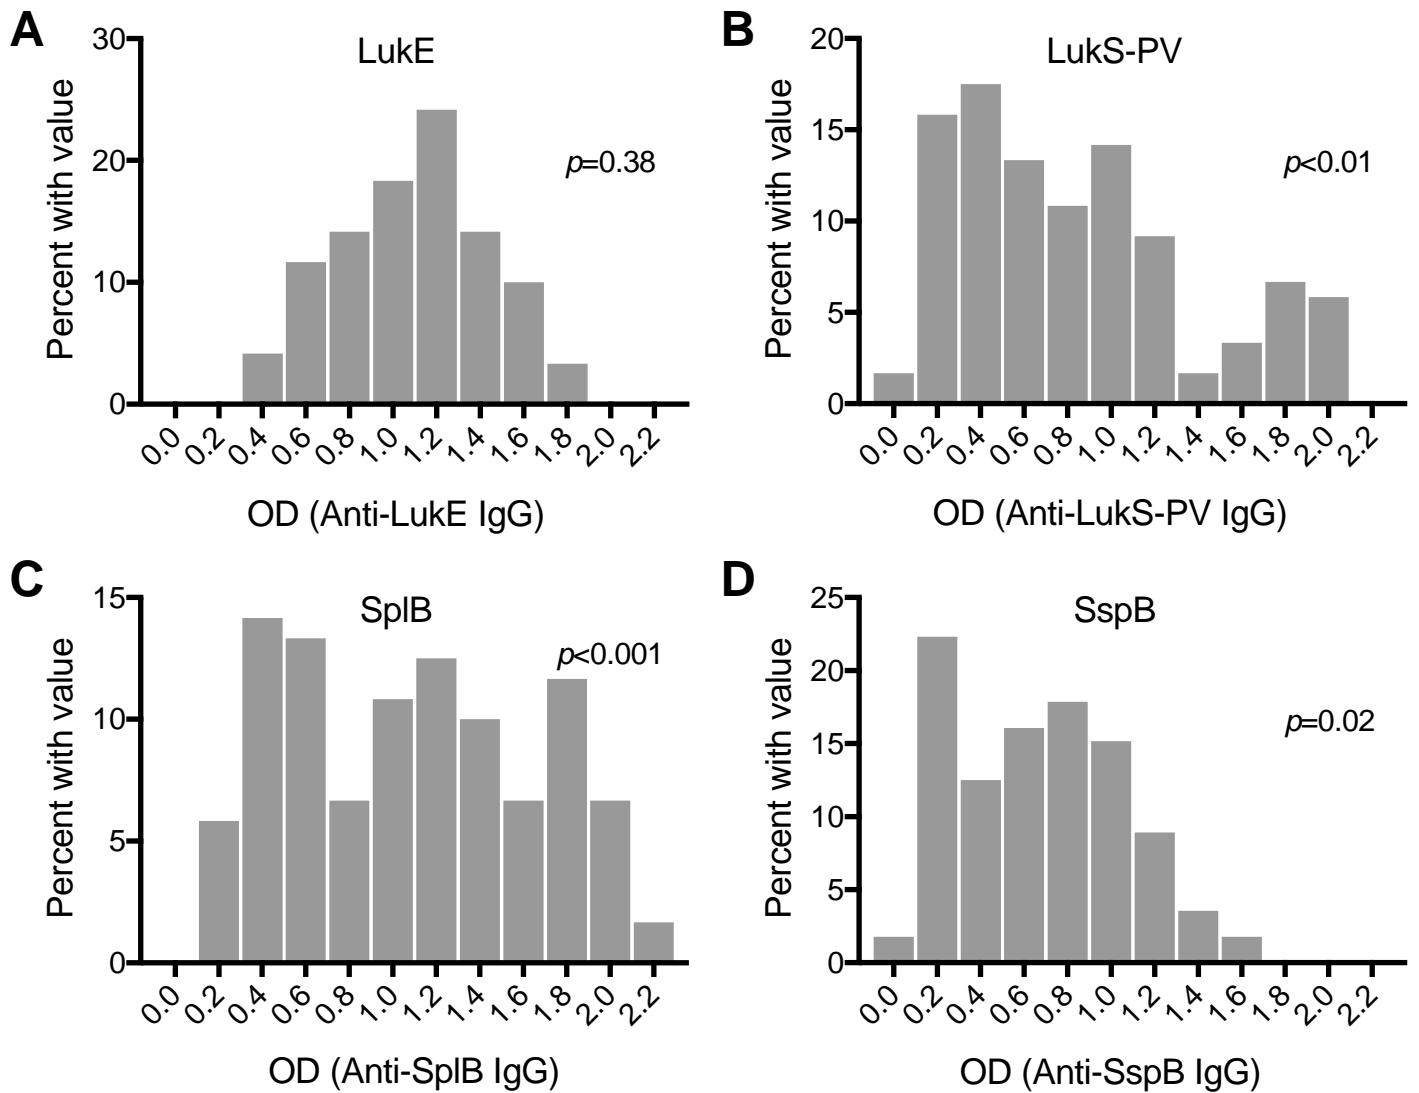 A
LukE
p=0.38
Percent with value
30
20
10
0
0.0 0.2 0.4 0.6 0.8 1.0 1.2 1.4 1.6 1.8 2.0 2.2
OD (Anti-LukE IgG)
B
LukS-PV
p<0.01
Percent with value
20
15
10
5
0
0.0 0.2 0.4 0.6 0.8 1.0 1.2 1.4 1.6 1.8 2.0 2.2
OD (Anti-LukS-PV IgG)
C
SplB
p<0.001
Percent with value
15
10
5
0
0.0 0.2 0.4 0.6 0.8 1.0 1.2 1.4 1.6 1.8 2.0 2.2
OD (Anti-SplB IgG)
D
SspB
p=0.02
Percent with value
25
20
15
10
5
0
0.0 0.2 0.4 0.6 0.8 1.0 1.2 1.4 1.6 1.8 2.0 2.2
OD (Anti-SspB IgG)